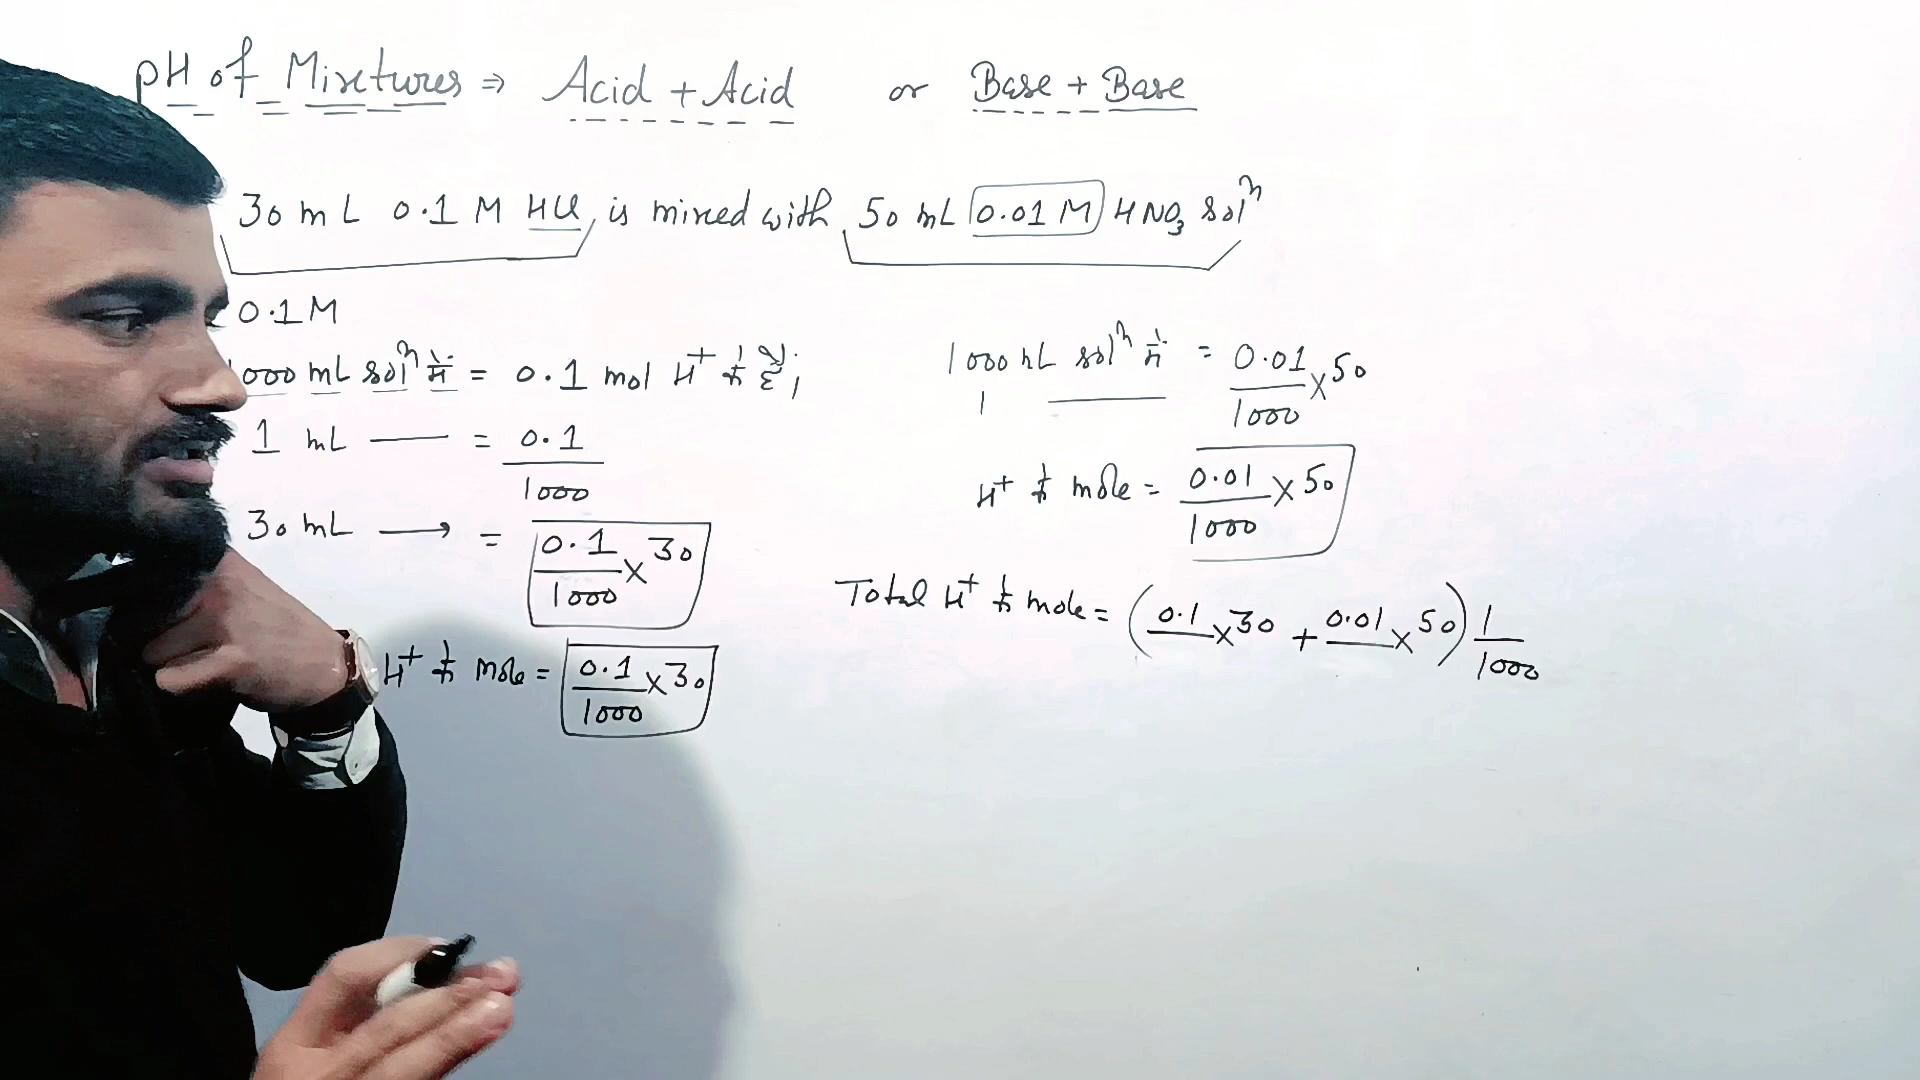 pH of Mixtures ⇒ Acid + Acid or Base + Base
30 mL 0.1 M HCl, is mixed with 50 mL 0.01 M HNO₃ solⁿ
0.1 M
000 mL solⁿ में = 0.1 mol H⁺ के हैं,
1 mL —— = 0.1/1000
30 mL ⟶ = 0.1/1000 × 30
H⁺ के mole = 0.1/1000 × 30
1000 mL solⁿ में = 0.01/1000 × 50
1 ——
H⁺ के mole = 0.01/1000 × 50
Total H⁺ के mole = (0.1 × 30 + 0.01 × 50) 1/1000